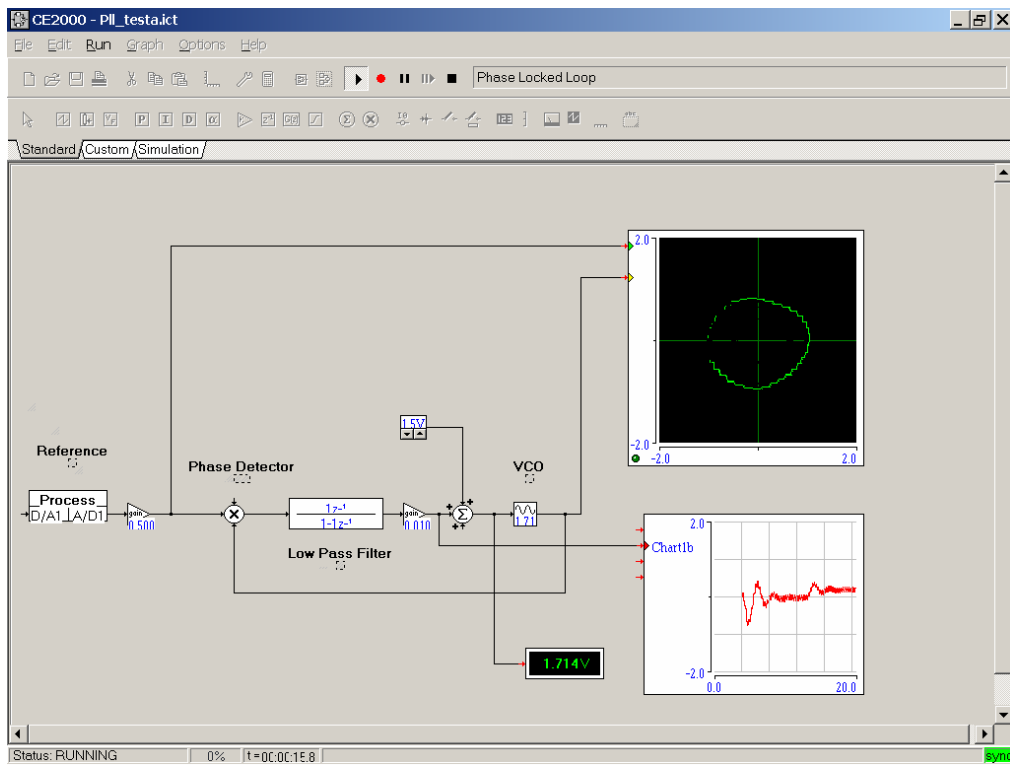 CE2000 - Pll_testa.ict
File Edit Run Graph Options Help
Phase Locked Loop
Standard Custom Simulation
2.0
-2.0
-2.0 2.0
1.5V
Reference
Phase Detector
VCO
Process
D/A1 A/D1
gain
0.500
1z-1
1-1z-1
gain
0.010
Σ
1.71
Low Pass Filter
2.0
Chart1b
-2.0
0.0 20.0
1.714V
Status: RUNNING 0% t=00:00:15.8 sync